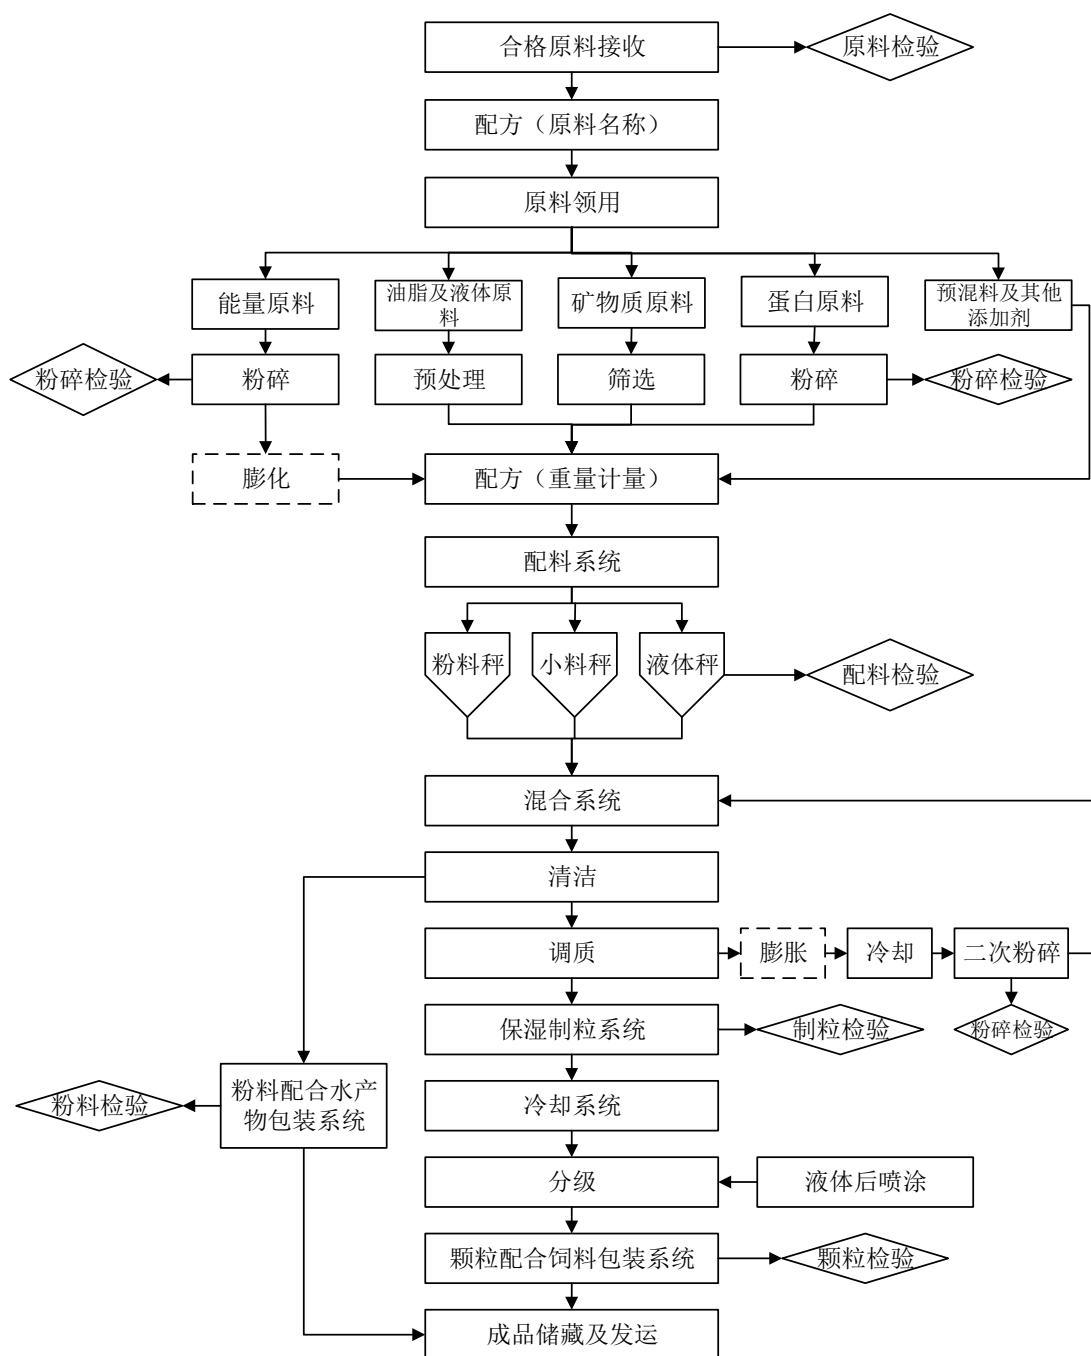 合格原料接收
原料检验
配方（原料名称）
原料领用
能量原料
油脂及液体原
料
矿物质原料
蛋白原料
预混料及其他
添加剂
粉碎检验
粉碎
预处理
筛选
粉碎
粉碎检验
膨化
配方（重量计量）
配料系统
粉料秤
小料秤
液体秤
配料检验
混合系统
清洁
调质
膨胀
冷却
二次粉碎
保湿制粒系统
制粒检验
粉碎检验
粉料检验
粉料配合水产
物包装系统
冷却系统
分级
液体后喷涂
颗粒配合饲料包装系统
颗粒检验
成品储藏及发运